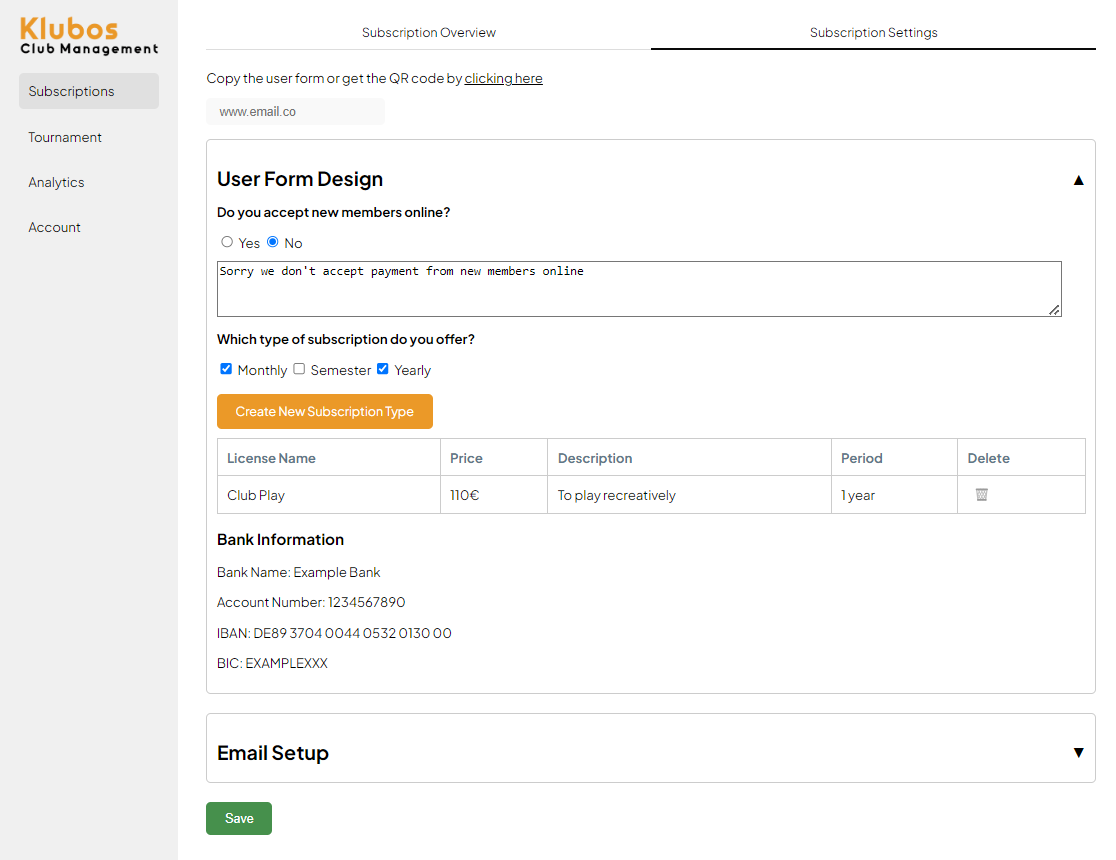 Klubos
Club Management
Subscriptions
Tournament
Analytics
Account
Subscription Overview
Subscription Settings
Copy the user form or get the QR code by clicking here
www.email.co
User Form Design
Do you accept new members online?
Yes No
Sorry we don't accept payment from new members online
Which type of subscription do you offer?
Monthly Semester Yearly
Create New Subscription Type
License Name Price Description Period Delete
Club Play 110€ To play recreatively 1 year
Bank Information
Bank Name: Example Bank
Account Number: 1234567890
IBAN: DE89 3704 0044 0532 0130 00
BIC: EXAMPLEXXX
Email Setup
Save